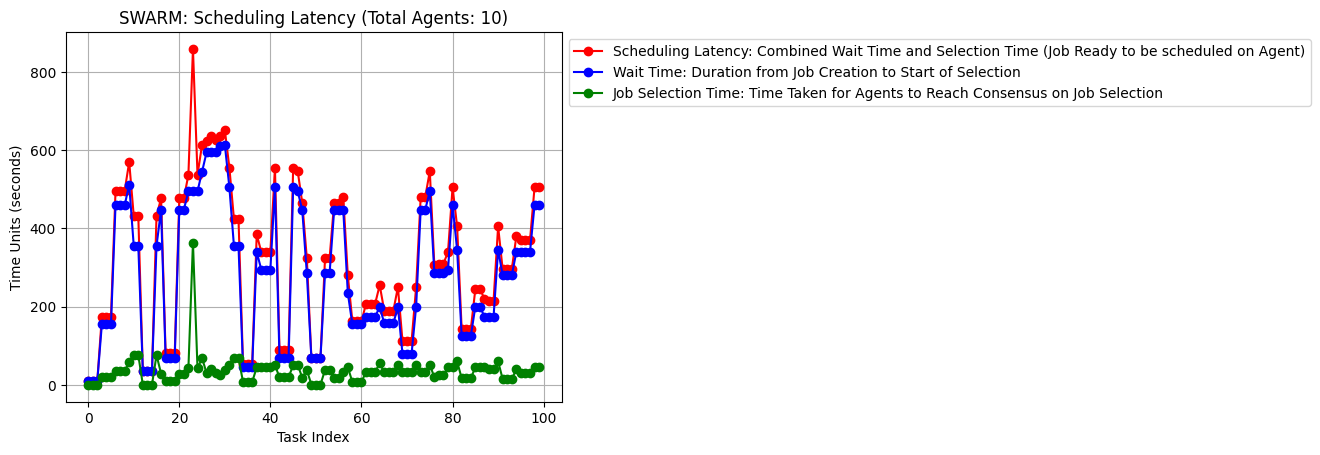 SWARM: Scheduling Latency (Total Agents: 10)
Scheduling Latency: Combined Wait Time and Selection Time (Job Ready to be scheduled on Agent)
Wait Time: Duration from Job Creation to Start of Selection
Job Selection Time: Time Taken for Agents to Reach Consensus on Job Selection
Time Units (seconds)
800
600
400
200
0
0 20 40 60 80 100
Task Index